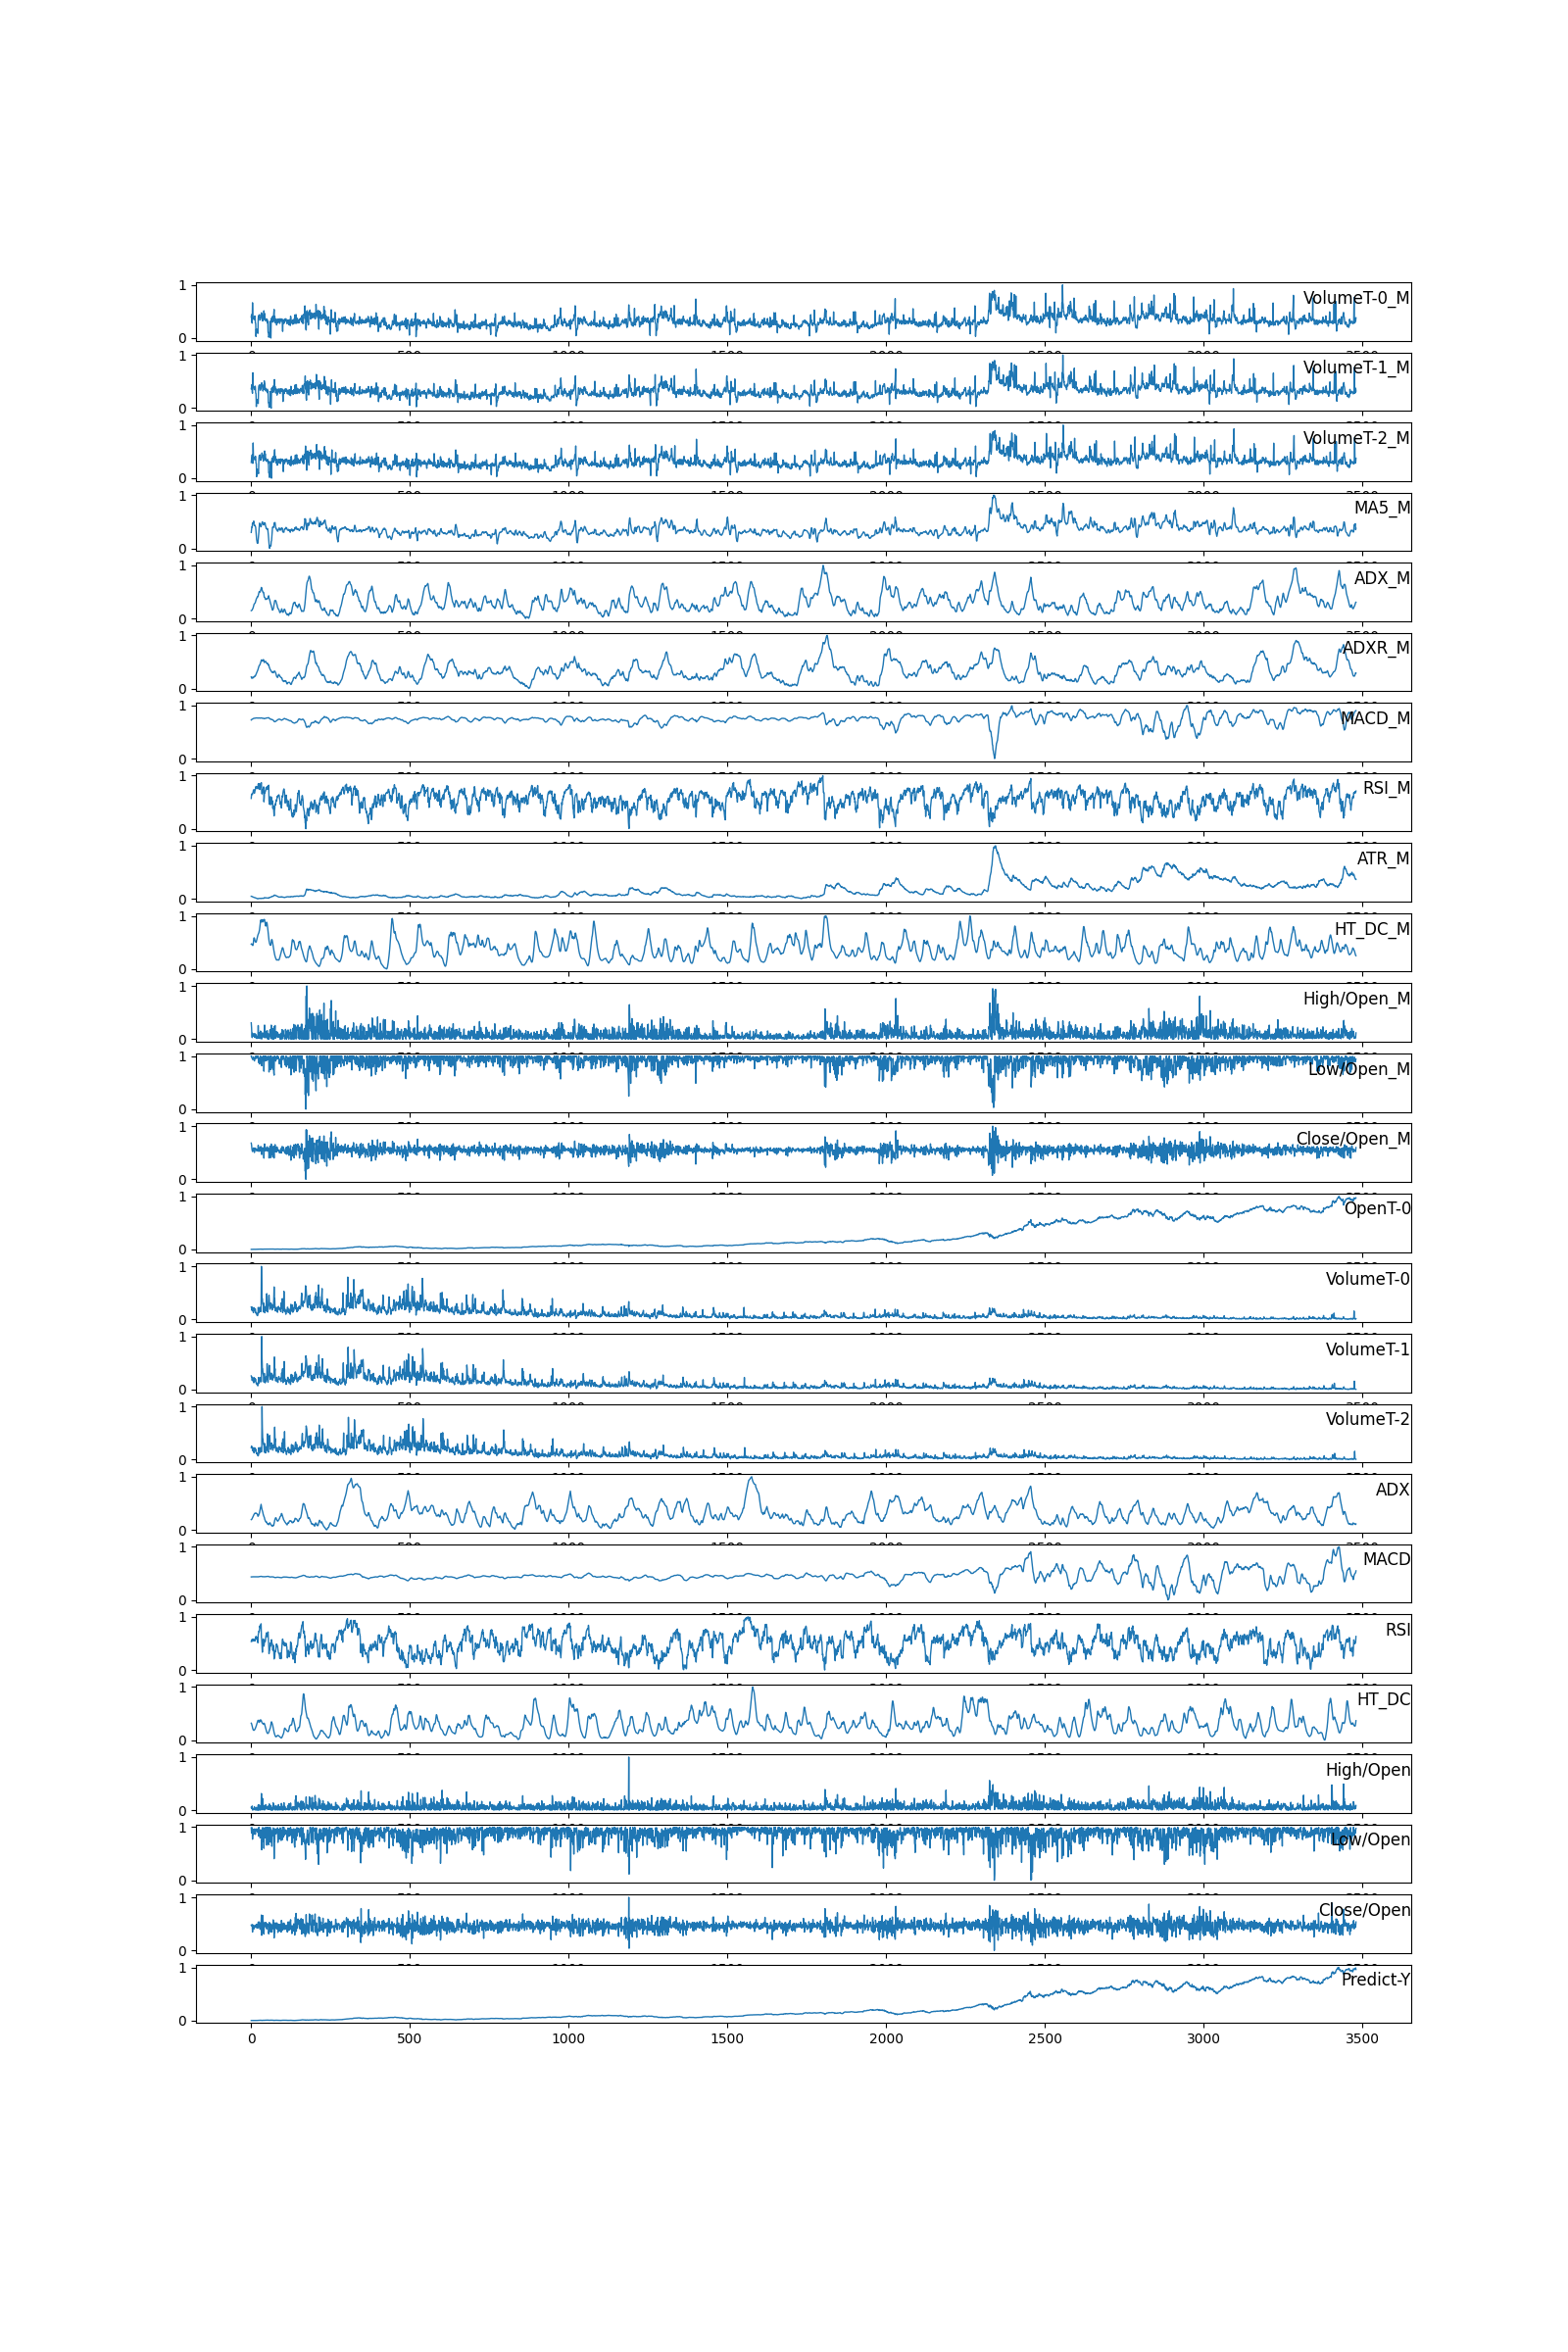 1
VolumeT-0_M
0
1
VolumeT-1_M
0
1
VolumeT-2_M
0
1
MA5_M
0
1
ADX_M
0
1
ADXR_M
0
1
MACD_M
0
1
RSI_M
0
1
ATR_M
0
1
HT_DC_M
0
1
High/Open_M
0
1
Low/Open_M
0
1
Close/Open_M
0
1
OpenT-0
0
1
VolumeT-0
0
1
VolumeT-1
0
1
VolumeT-2
0
1
ADX
0
1
MACD
0
1
RSI
0
1
HT_DC
0
1
High/Open
0
1
Low/Open
0
1
Close/Open
0
1
Predict-Y
0
0 500 1000 1500 2000 2500 3000 3500